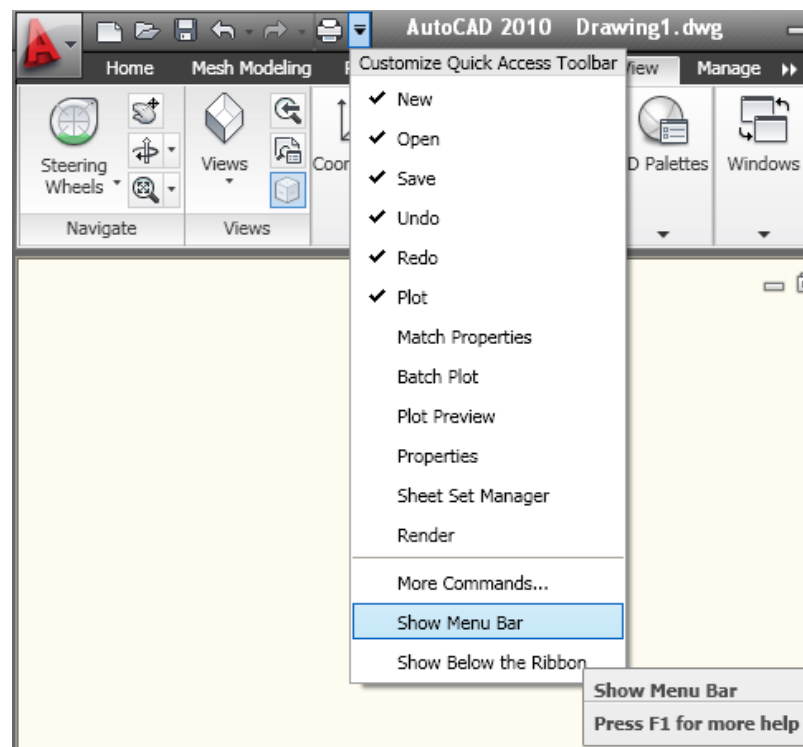 AutoCAD 2010 Drawing1.dwg
Home Mesh Modeling View Manage
Customize Quick Access Toolbar
New
Open
Save
Undo
Redo
Plot
Match Properties
Batch Plot
Plot Preview
Properties
Sheet Set Manager
Render
More Commands...
Show Menu Bar
Show Below the Ribbon
Steering
Wheels
Views
Palettes
Windows
Navigate
Views
Show Menu Bar
Press F1 for more help